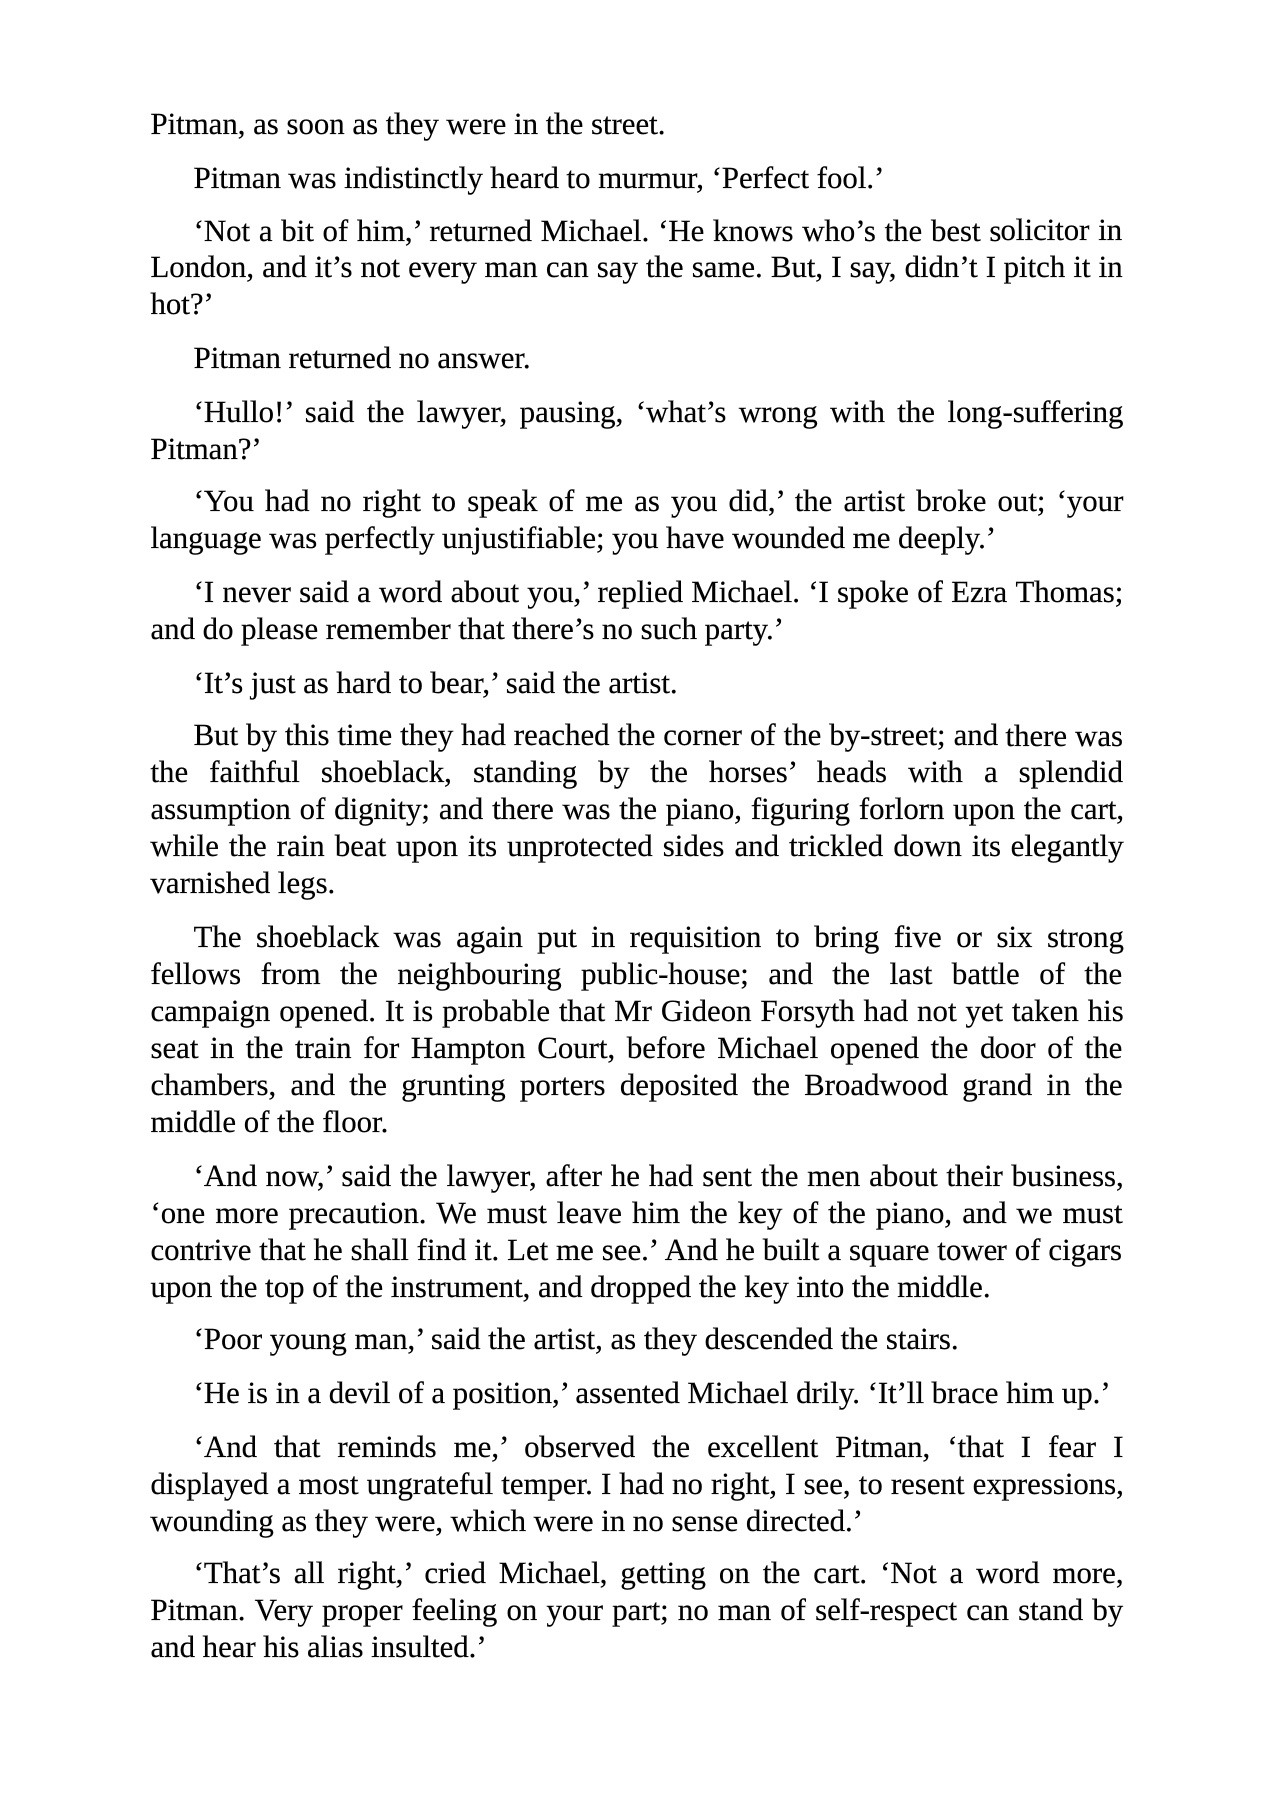 Pitman, as soon as they were in the street.
Pitman was indistinctly heard to murmur, ‘Perfect fool.’
‘Not a bit of him,’ returned Michael. ‘He knows who’s the best solicitor in
London, and it’s not every man can say the same. But, I say, didn’t I pitch it in
hot?’
Pitman returned no answer.
‘Hullo!’ said the lawyer, pausing, ‘what’s wrong with the long-suffering
Pitman?’
‘You had no right to speak of me as you did,’ the artist broke out; ‘your
language was perfectly unjustifiable; you have wounded me deeply.’
‘I never said a word about you,’ replied Michael. ‘I spoke of Ezra Thomas;
and do please remember that there’s no such party.’
‘It’s just as hard to bear,’ said the artist.
But by this time they had reached the corner of the by-street; and there was
the faithful shoeblack, standing by the horses’ heads with a splendid
assumption of dignity; and there was the piano, figuring forlorn upon the cart,
while the rain beat upon its unprotected sides and trickled down its elegantly
varnished legs.
The shoeblack was again put in requisition to bring five or six strong
fellows from the neighbouring public-house; and the last battle of the
campaign opened. It is probable that Mr Gideon Forsyth had not yet taken his
seat in the train for Hampton Court, before Michael opened the door of the
chambers, and the grunting porters deposited the Broadwood grand in the
middle of the floor.
‘And now,’ said the lawyer, after he had sent the men about their business,
‘one more precaution. We must leave him the key of the piano, and we must
contrive that he shall find it. Let me see.’ And he built a square tower of cigars
upon the top of the instrument, and dropped the key into the middle.
‘Poor young man,’ said the artist, as they descended the stairs.
‘He is in a devil of a position,’ assented Michael drily. ‘It’ll brace him up.’
‘And that reminds me,’ observed the excellent Pitman, ‘that I fear I
displayed a most ungrateful temper. I had no right, I see, to resent expressions,
wounding as they were, which were in no sense directed.’
‘That’s all right,’ cried Michael, getting on the cart. ‘Not a word more,
Pitman. Very proper feeling on your part; no man of self-respect can stand by
and hear his alias insulted.’